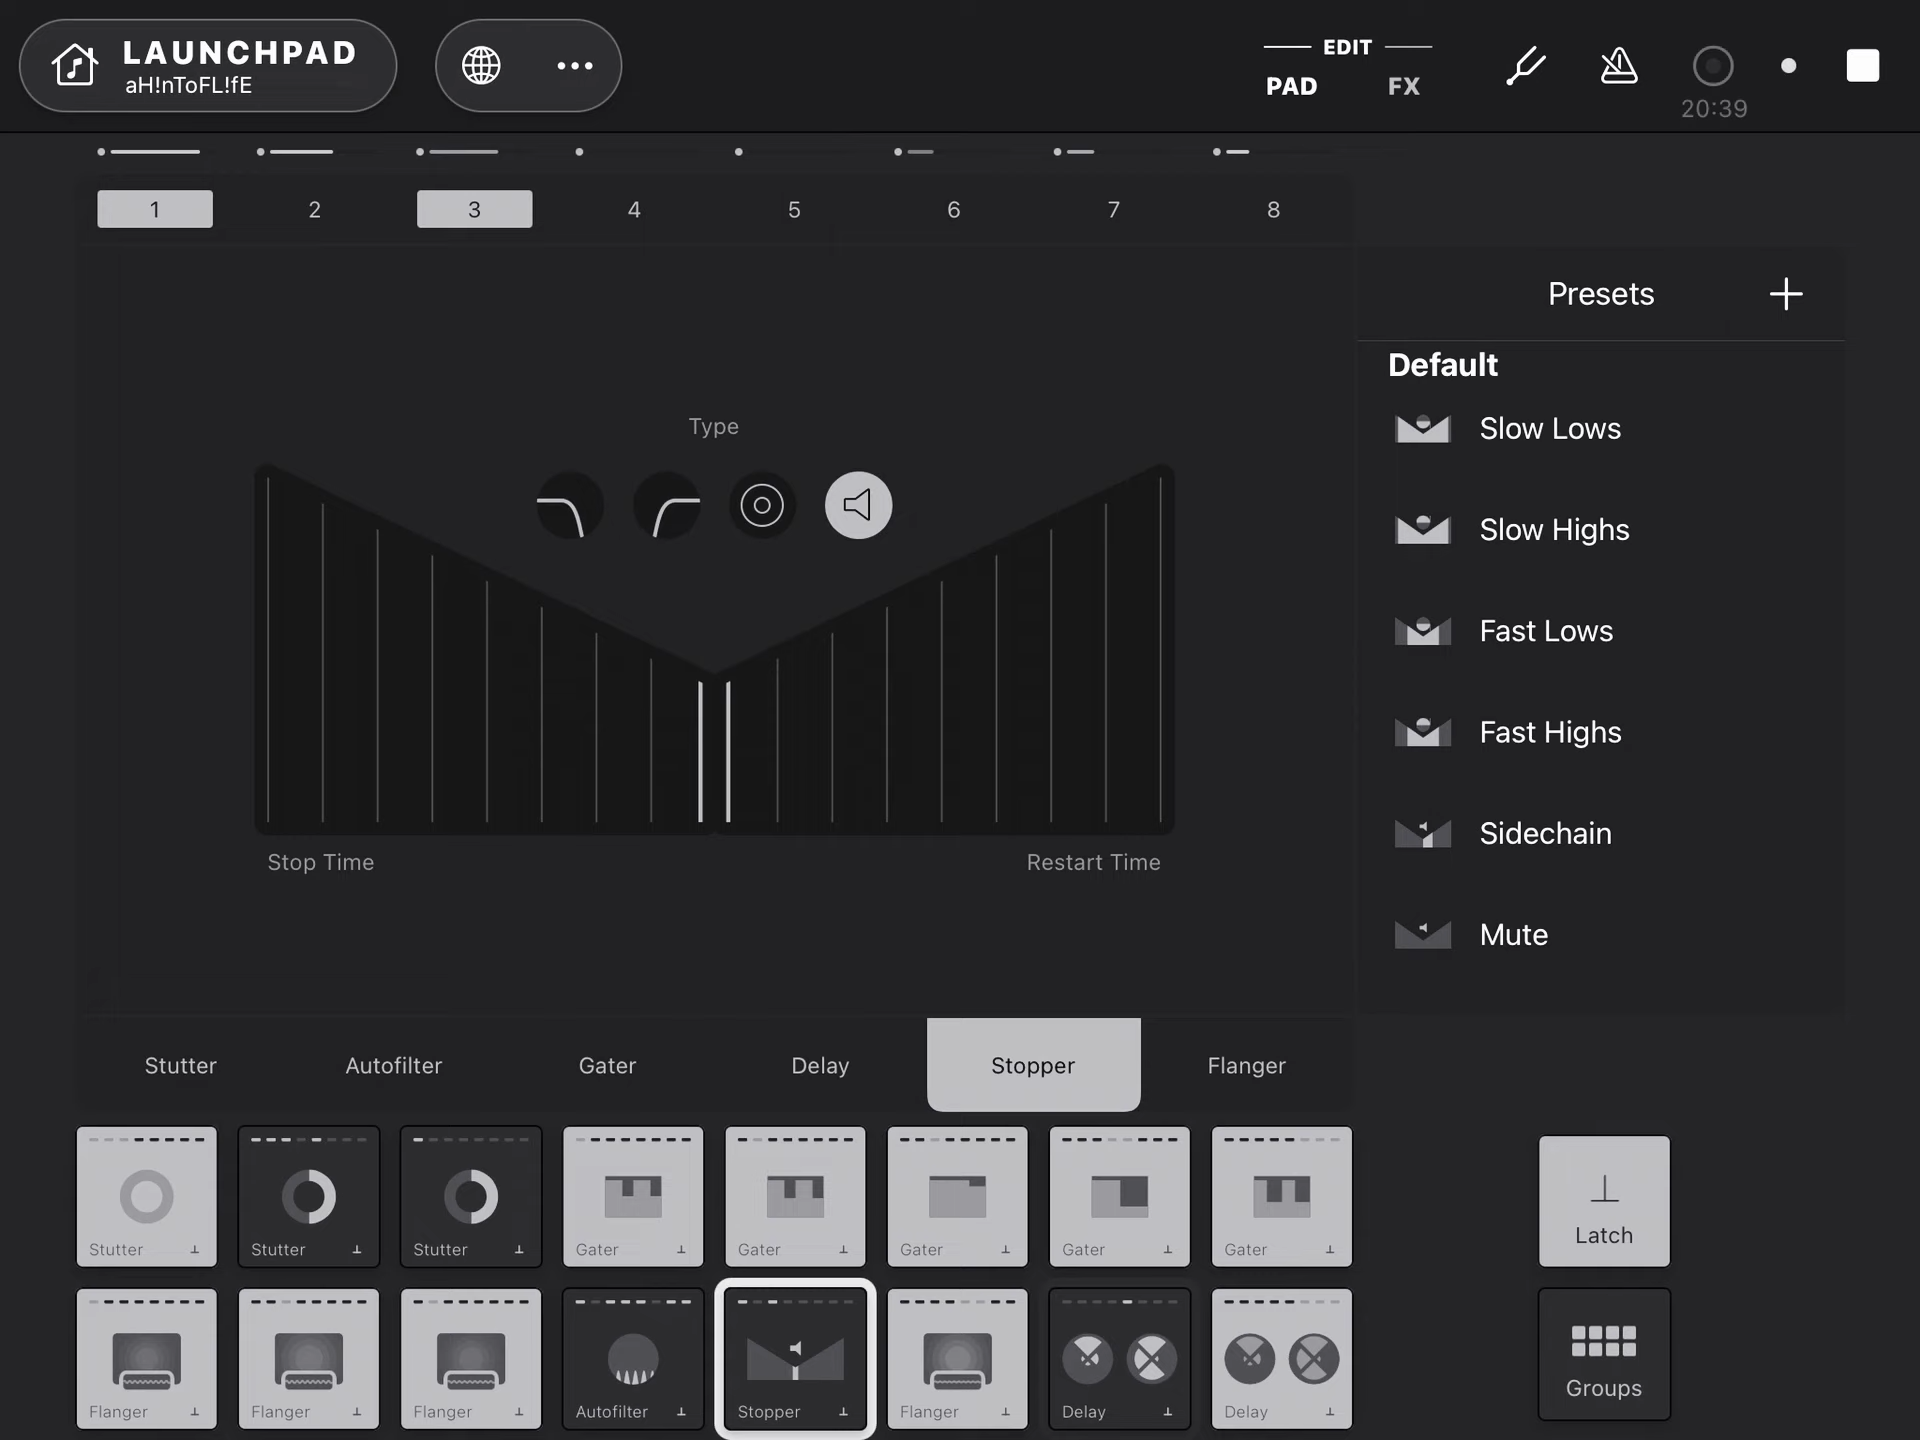 LAUNCHPAD
aH!nToFL!fE
EDIT
PAD FX
20:39
1 2 3 4 5 6 7 8
Presets
Default
Slow Lows
Slow Highs
Fast Lows
Fast Highs
Sidechain
Mute
Type
Stop Time Restart Time
Stutter Autofilter Gater Delay Stopper Flanger
Stutter Stutter Stutter Gater Gater Gater Gater Gater
Latch
Flanger Flanger Flanger Autofilter Stopper Flanger Delay Delay
Groups